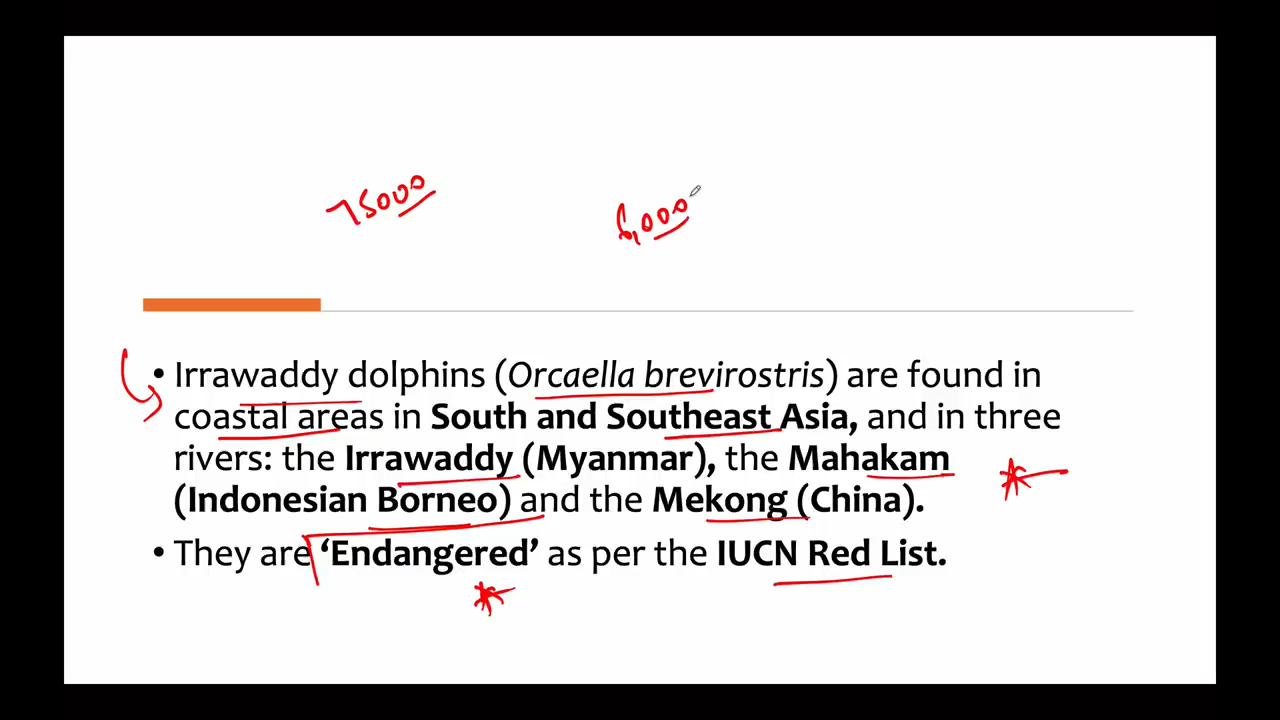 75000
6,000
• Irrawaddy dolphins (Orcaella brevirostris) are found in
coastal areas in South and Southeast Asia, and in three
rivers: the Irrawaddy (Myanmar), the Mahakam
(Indonesian Borneo) and the Mekong (China).
• They are ‘Endangered’ as per the IUCN Red List.